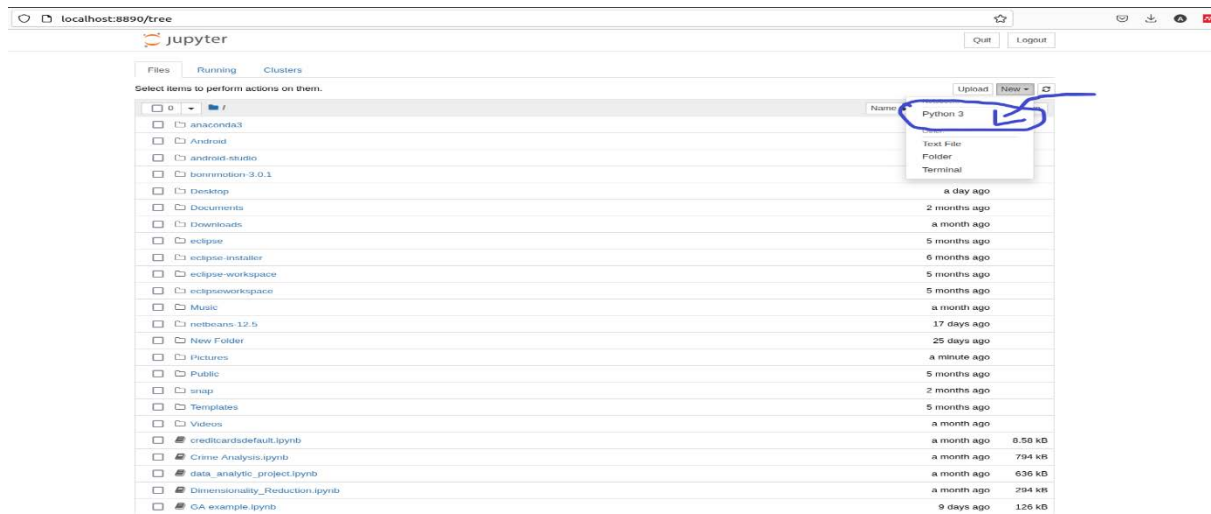 localhost:8890/tree
jupyter
Quit Logout
Files Running Clusters
Select items to perform actions on them.
Upload New
0 /
Name
Python 3
anaconda3
Android
Text File
android-studio
Folder
bonnmotion-3.0.1
Terminal
Desktop a day ago
Documents 2 months ago
Downloads a month ago
eclipse 5 months ago
eclipse-installer 6 months ago
eclipse-workspace 5 months ago
eclipseworkspace 5 months ago
Music a month ago
netbeans-12.5 17 days ago
New Folder 25 days ago
Pictures a minute ago
Public 5 months ago
snap 2 months ago
Templates 5 months ago
Videos a month ago
creditcardsdefault.ipynb a month ago 8.58 kB
Crime Analysis.ipynb a month ago 794 kB
data_analytic_project.ipynb a month ago 636 kB
Dimensionality_Reduction.ipynb a month ago 294 kB
GA example.ipynb 9 days ago 126 kB